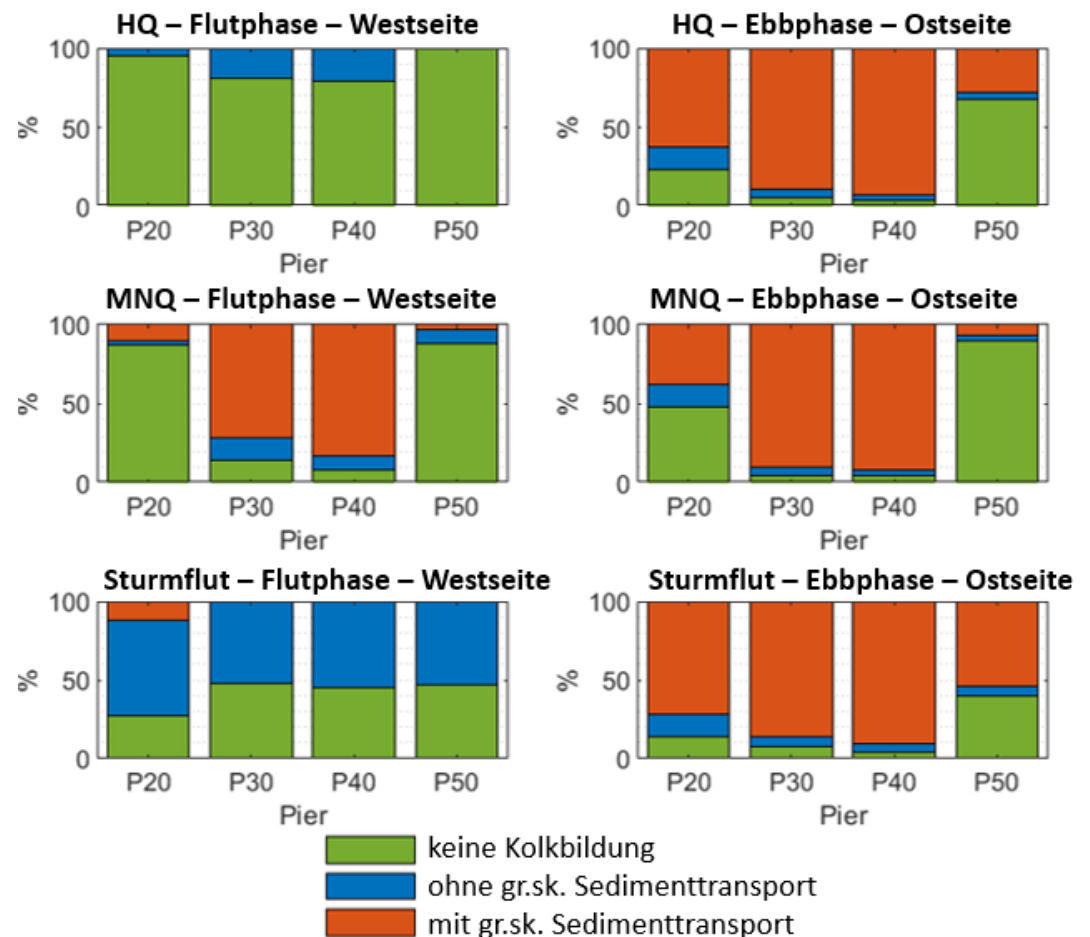 HQ – Flutphase – Westseite
100
50
0
%
P20 P30 P40 P50
Pier
HQ – Ebbphase – Ostseite
100
50
0
%
P20 P30 P40 P50
Pier
MNQ – Flutphase – Westseite
100
50
0
%
P20 P30 P40 P50
Pier
MNQ – Ebbphase – Ostseite
100
50
0
%
P20 P30 P40 P50
Pier
Sturmflut – Flutphase – Westseite
100
50
0
%
P20 P30 P40 P50
Pier
Sturmflut – Ebbphase – Ostseite
100
50
0
%
P20 P30 P40 P50
Pier
keine Kolkbildung
ohne gr.sk. Sedimenttransport
mit gr.sk. Sedimenttransport